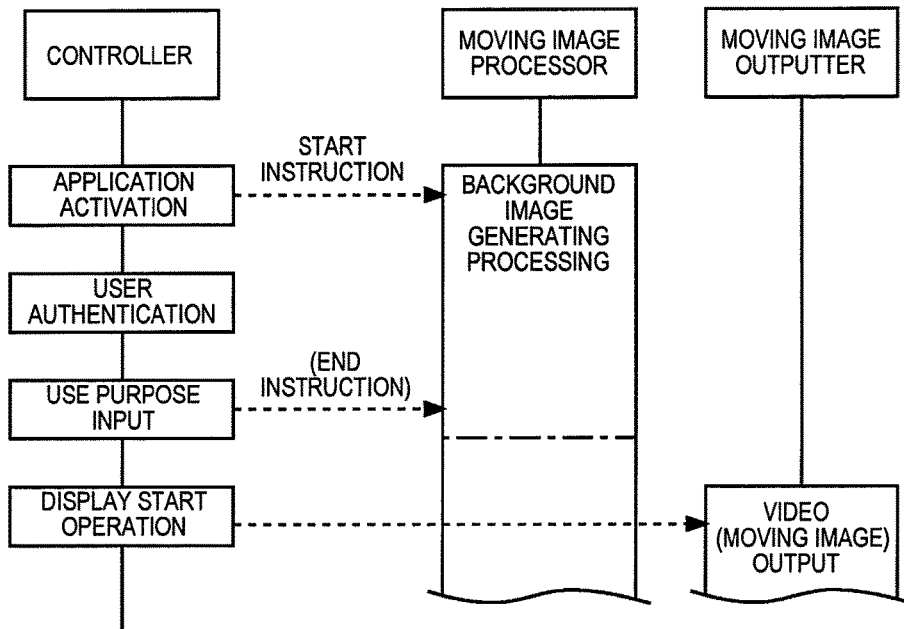 CONTROLLER
MOVING IMAGE
PROCESSOR
MOVING IMAGE
OUTPUTTER
START
INSTRUCTION
APPLICATION
ACTIVATION
BACKGROUND
IMAGE
GENERATING
PROCESSING
USER
AUTHENTICATION
(END
INSTRUCTION)
USE PURPOSE
INPUT
DISPLAY START
OPERATION
VIDEO
(MOVING IMAGE)
OUTPUT